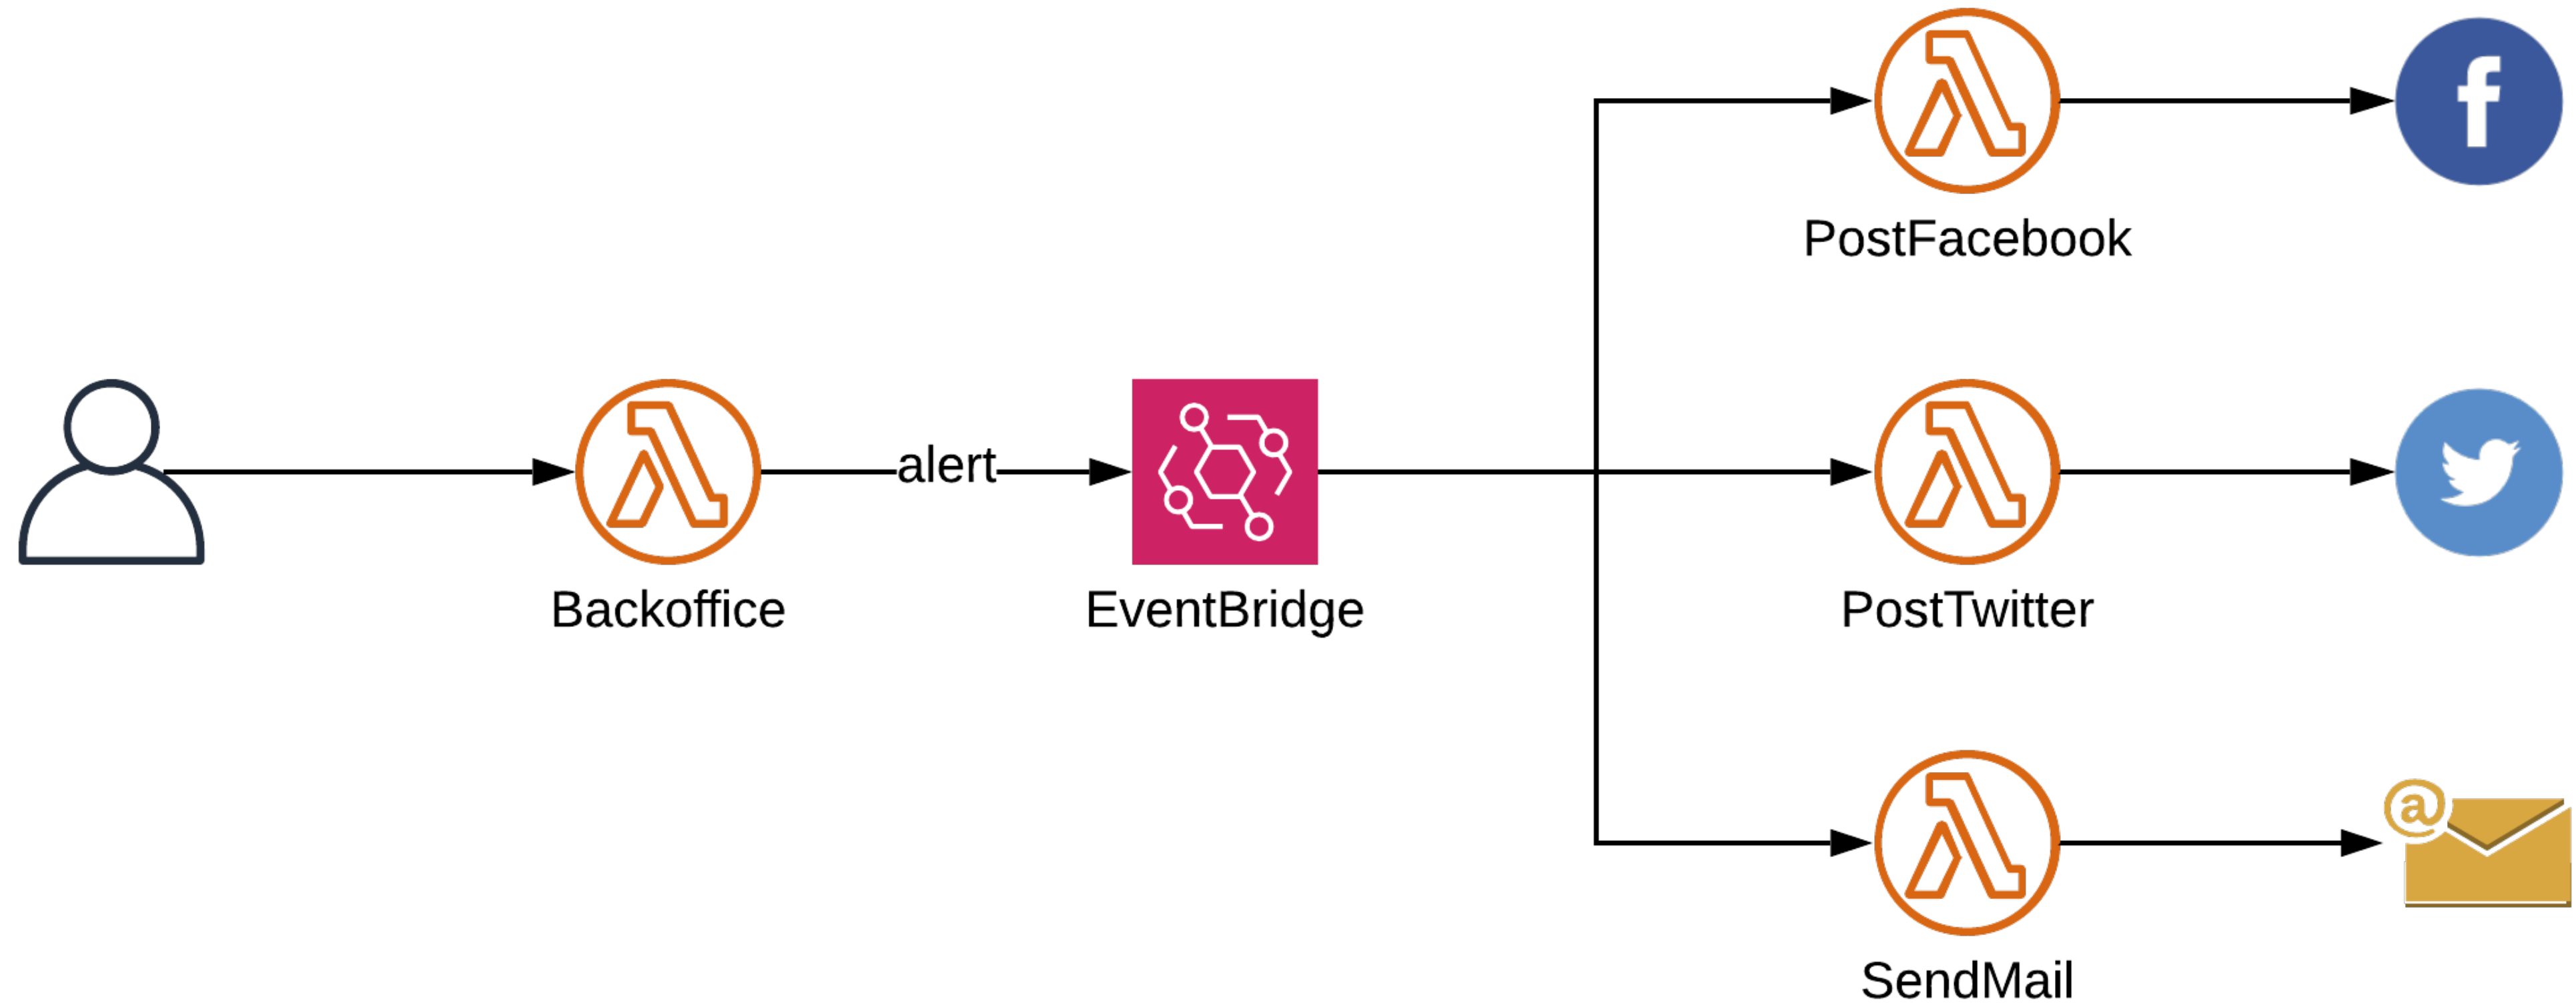 PostFacebook
alert
Backoffice
EventBridge
PostTwitter
SendMail